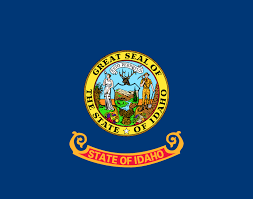 GREAT SEAL OF
THE STATE OF IDAHO
STATE OF IDAHO